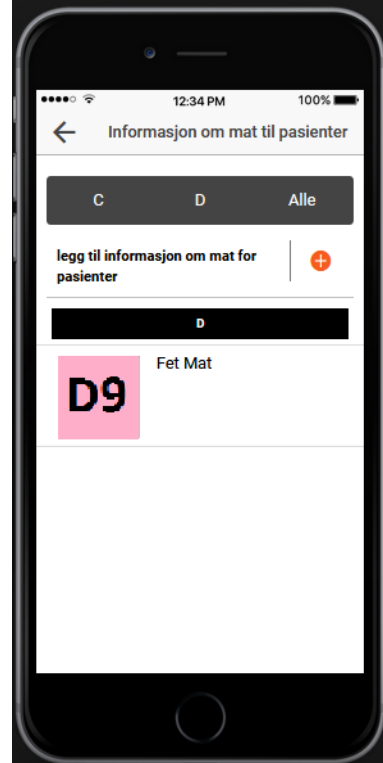 12:34 PM
100%
Informasjon om mat til pasienter
C D Alle
legg til informasjon om mat for
pasienter
D
D9
Fet Mat